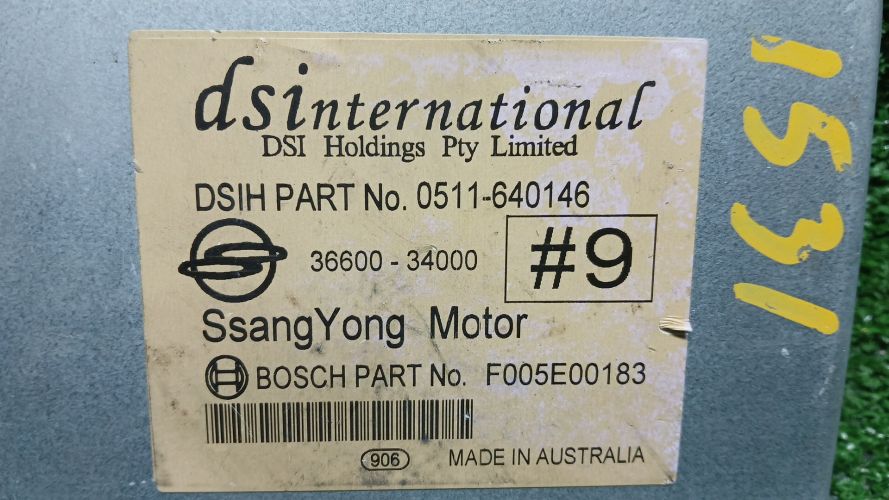 dsinternational
DSI Holdings Pty Limited
DSIH PART No. 0511-640146
36600 - 34000
#9
SsangYong Motor
BOSCH PART No. F005E00183
906
MADE IN AUSTRALIA
1531